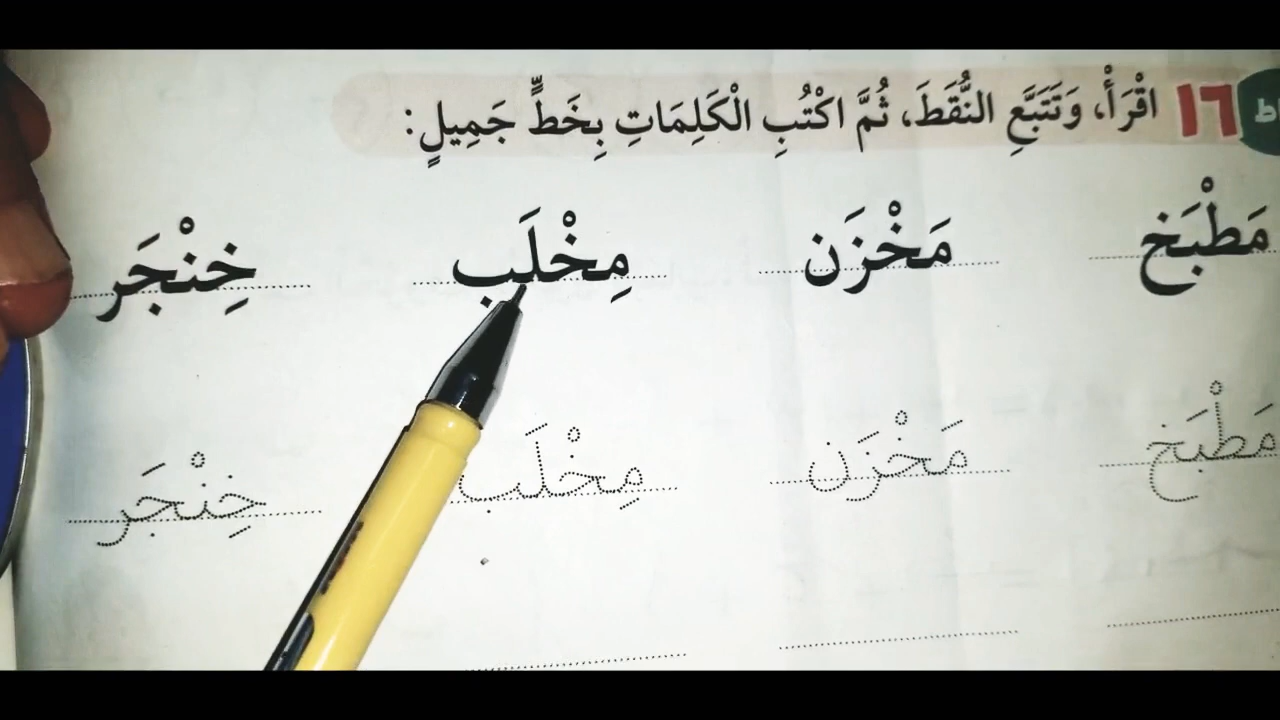 ١٦ اقْرَأْ، وَتَتَبَّعِ النُّقَطَ، ثُمَّ اكْتُبِ الْكَلِمَاتِ بِخَطٍّ جَمِيلٍ:
مَطْبَخ مَخْزَن مِخْلَب خِنْجَر
مَطْبَخ مَخْزَن مِخْلَب خِنْجَر